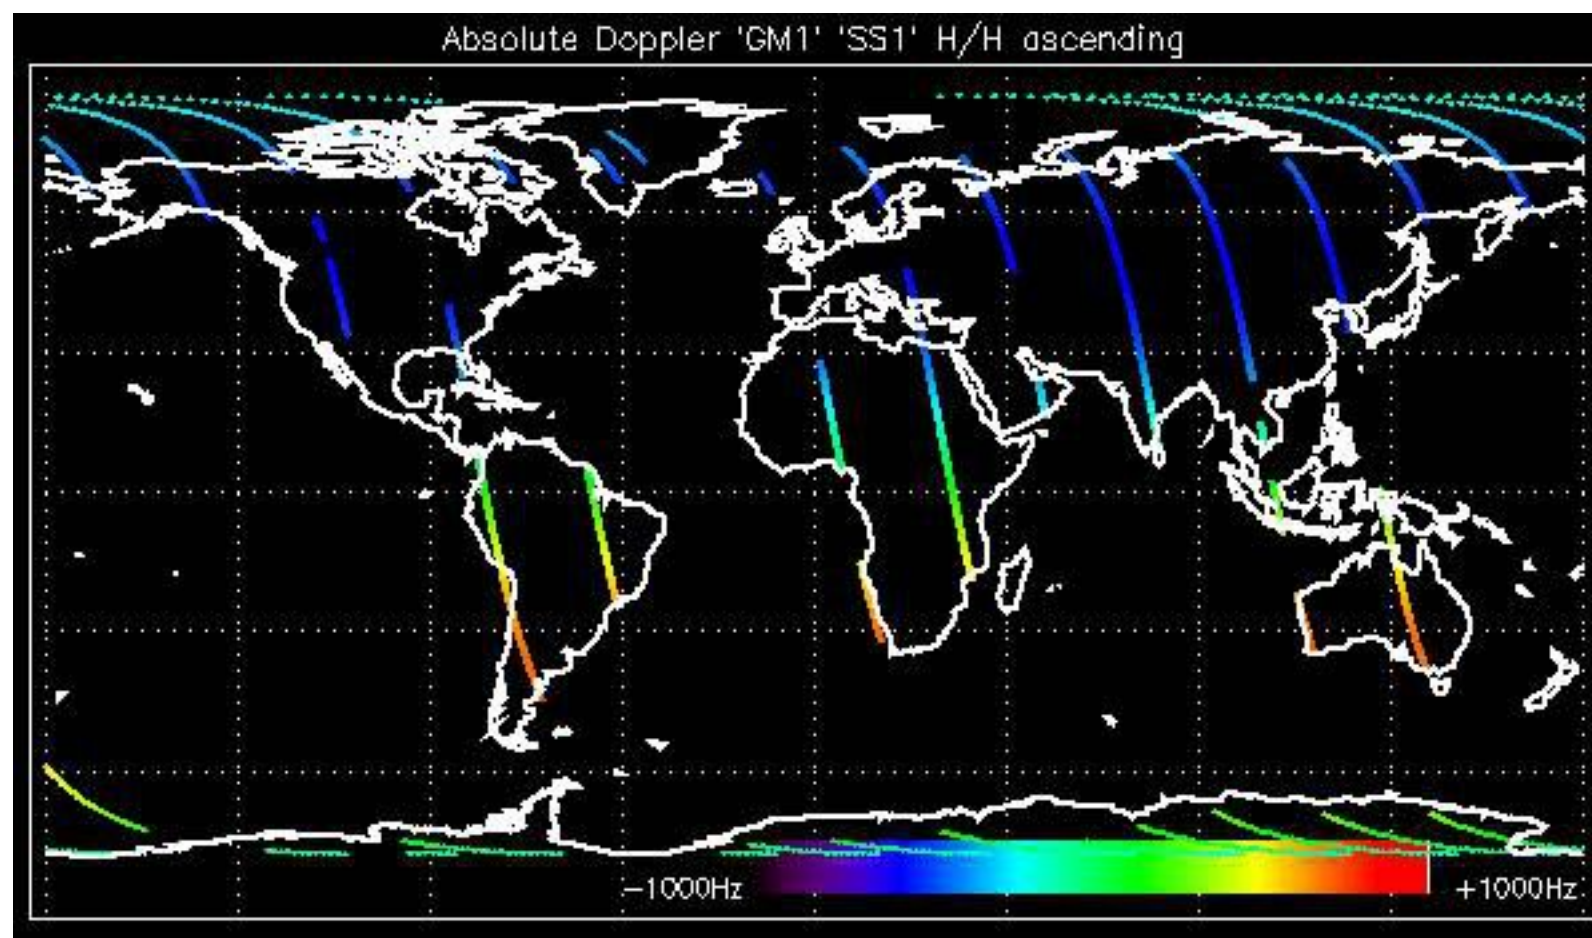 Absolute Doppler 'GM1' 'SS1' H/H ascending
−1000Hz
+1000Hz